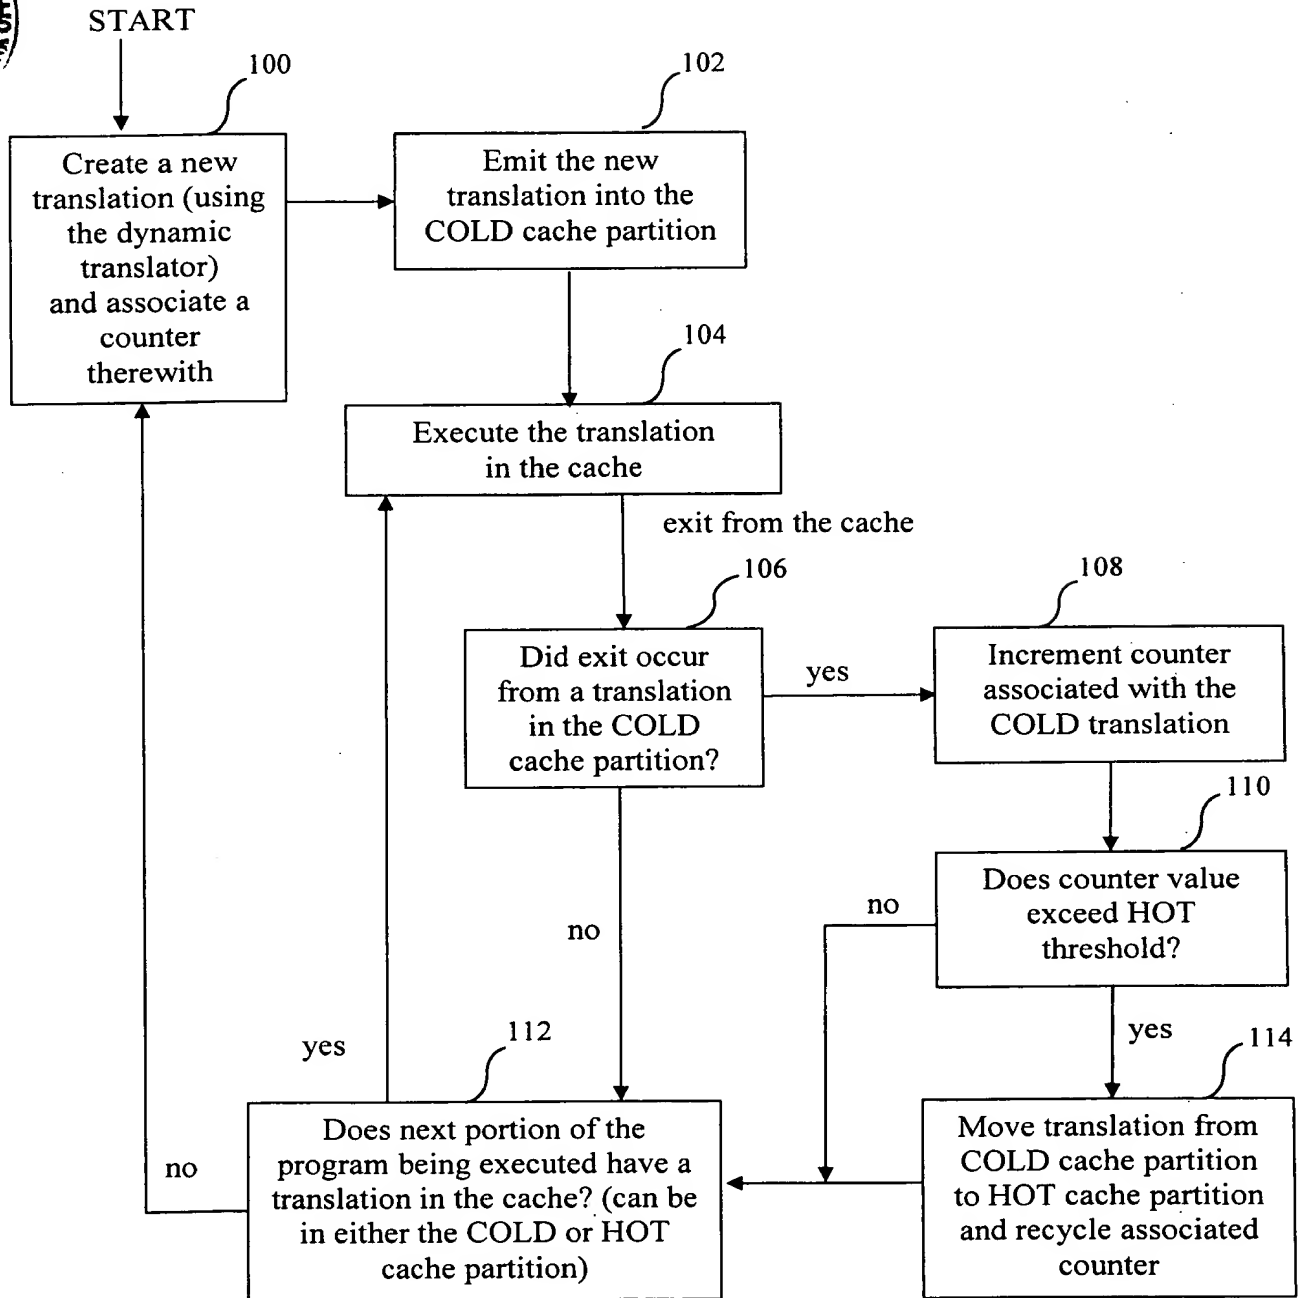 START
100
Create a new
translation (using
the dynamic
translator)
and associate a
counter
therewith
102
Emit the new
translation into the
COLD cache partition
104
Execute the translation
in the cache
exit from the cache
106
Did exit occur
from a translation
in the COLD
cache partition?
yes
108
Increment counter
associated with the
COLD translation
110
Does counter value
exceed HOT
threshold?
no
no
yes
yes
112
114
Does next portion of the
program being executed have a
translation in the cache? (can be
in either the COLD or HOT
cache partition)
no
Move translation from
COLD cache partition
to HOT cache partition
and recycle associated
counter